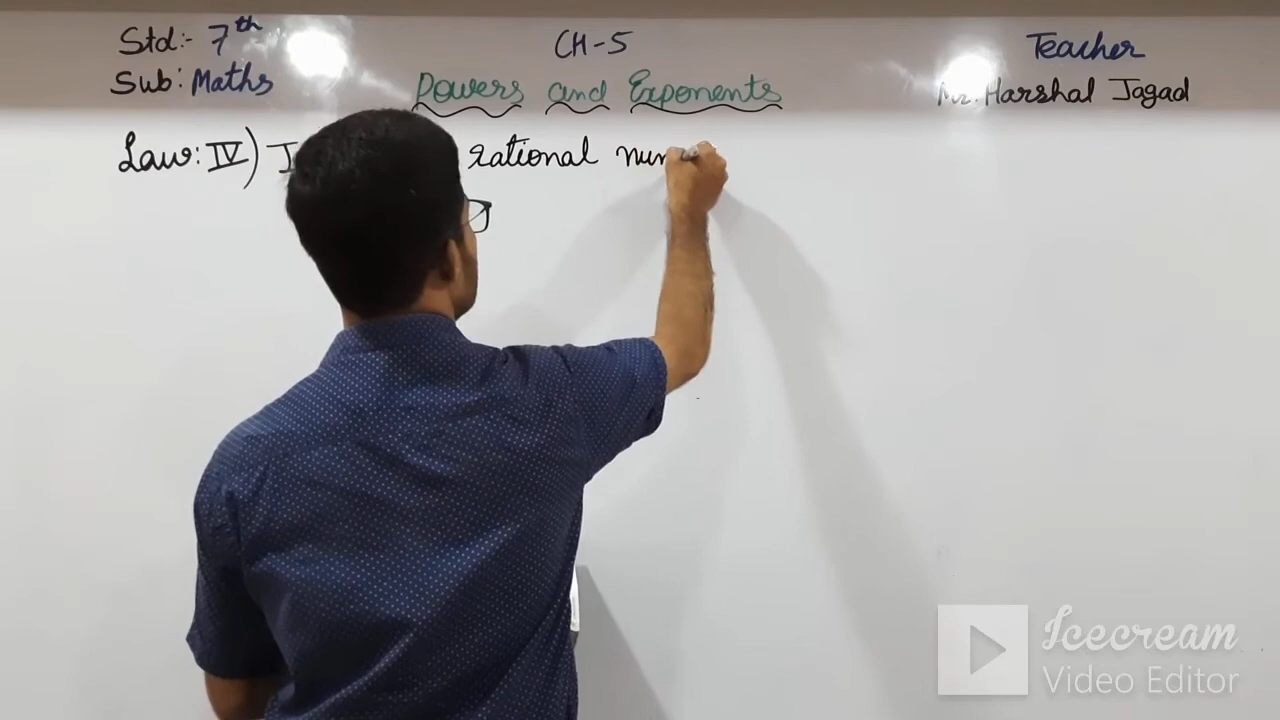 Std:- 7th
CH-5
Teacher
Sub: Maths
Powers and Exponents
Mr. Harshal Jagad
Law: IV) rational num
Icecream
Video Editor